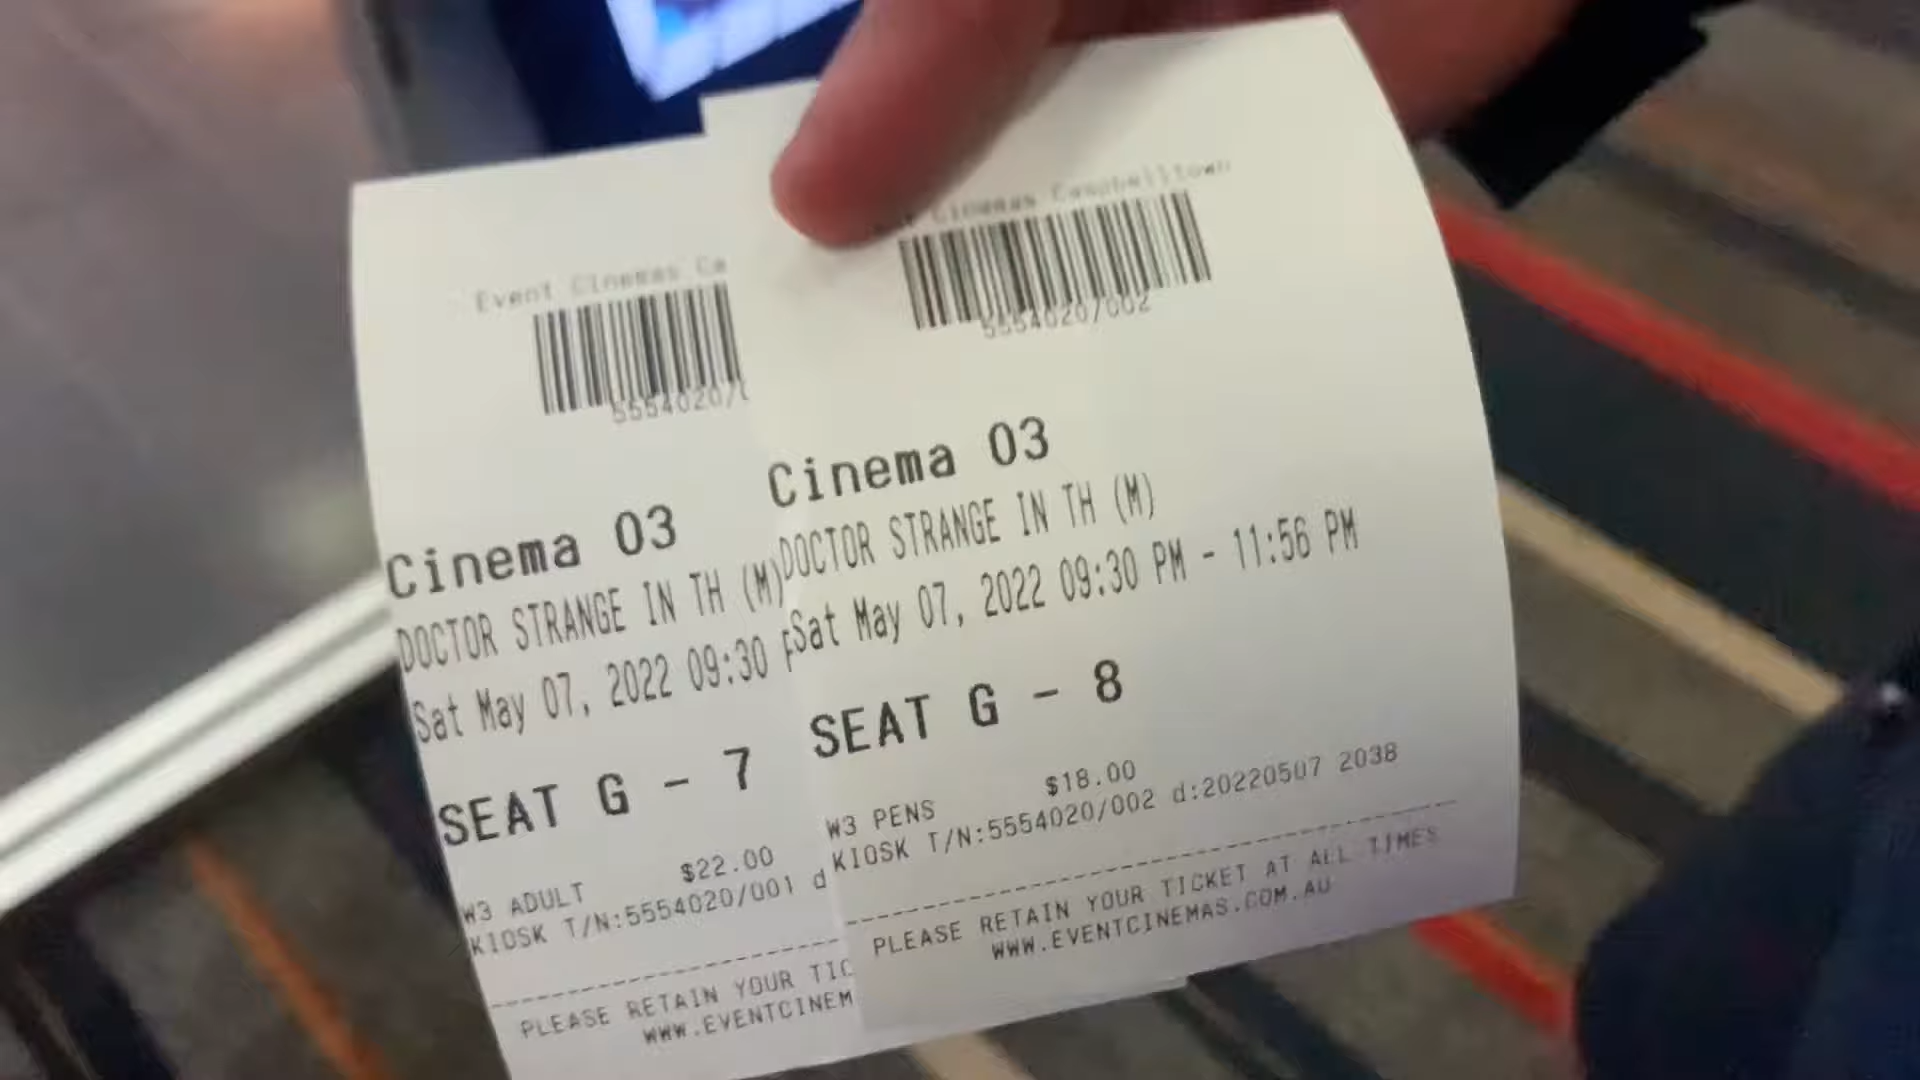 Event Cinemas Ca
5554020/
Cinema 03
DOCTOR STRANGE IN TH (M)
Sat May 07, 2022 09:30 P
SEAT G - 7
$22.00
W3 ADULT
KIOSK T/N:5554020/001 d
PLEASE RETAIN YOUR TIC
WWW.EVENTCINEM
Cinemas Campbelltown
5554020/002
Cinema 03
DOCTOR STRANGE IN TH (M)
Sat May 07, 2022 09:30 PM - 11:56 PM
SEAT G - 8
$18.00
W3 PENS
KIOSK T/N:5554020/002 d:20220507 2038
PLEASE RETAIN YOUR TICKET AT ALL TIMES
WWW.EVENTCINEMAS.COM.AU